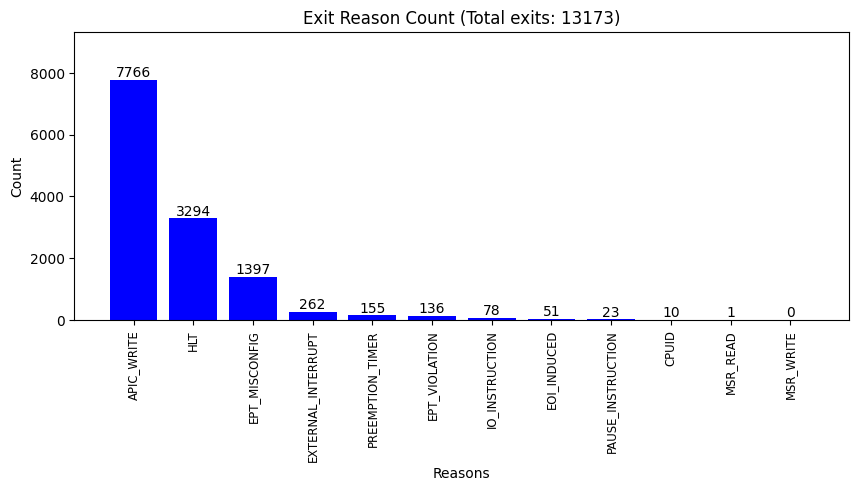 Exit Reason Count (Total exits: 13173)
Count
8000
6000
4000
2000
0
7766
3294
1397
262
155
136
78
51
23
10
1
0
APIC_WRITE
HLT
EPT_MISCONFIG
EXTERNAL_INTERRUPT
PREEMPTION_TIMER
EPT_VIOLATION
IO_INSTRUCTION
EOI_INDUCED
PAUSE_INSTRUCTION
CPUID
MSR_READ
MSR_WRITE
Reasons